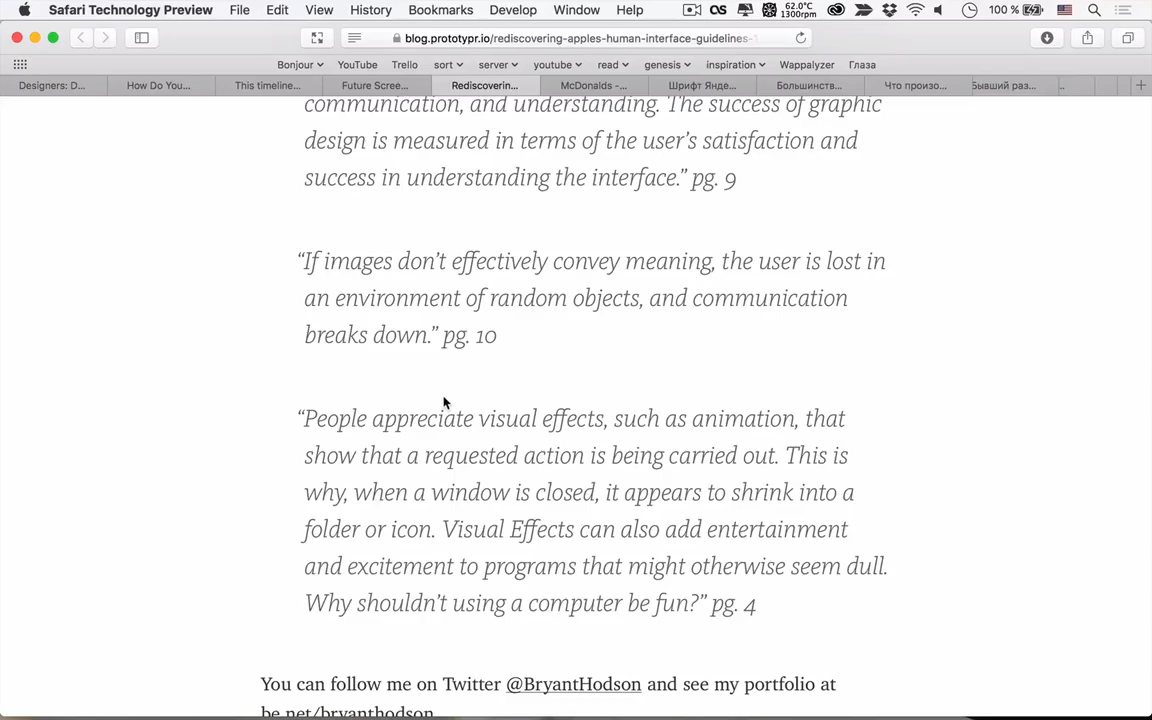 Safari Technology Preview File Edit View History Bookmarks Develop Window Help 62.0°C 1300rpm 100 %
blog.prototypr.io/rediscovering-apples-human-interface-guidelines-
Bonjour YouTube Trello sort server youtube read genesis inspiration Wappalyzer Глаза
Designers: D... How Do You... This timeline... Future Scree... Rediscoverin... McDonalds -... Шрифт Янде... Большинств... Что произо... Бывший раз... ..
communication, and understanding. The success of graphic
design is measured in terms of the user's satisfaction and
success in understanding the interface.” pg. 9
“If images don't effectively convey meaning, the user is lost in
an environment of random objects, and communication
breaks down.” pg. 10
“People appreciate visual effects, such as animation, that
show that a requested action is being carried out. This is
why, when a window is closed, it appears to shrink into a
folder or icon. Visual Effects can also add entertainment
and excitement to programs that might otherwise seem dull.
Why shouldn't using a computer be fun?” pg. 4
You can follow me on Twitter @BryantHodson and see my portfolio at
be.net/bryanthodson